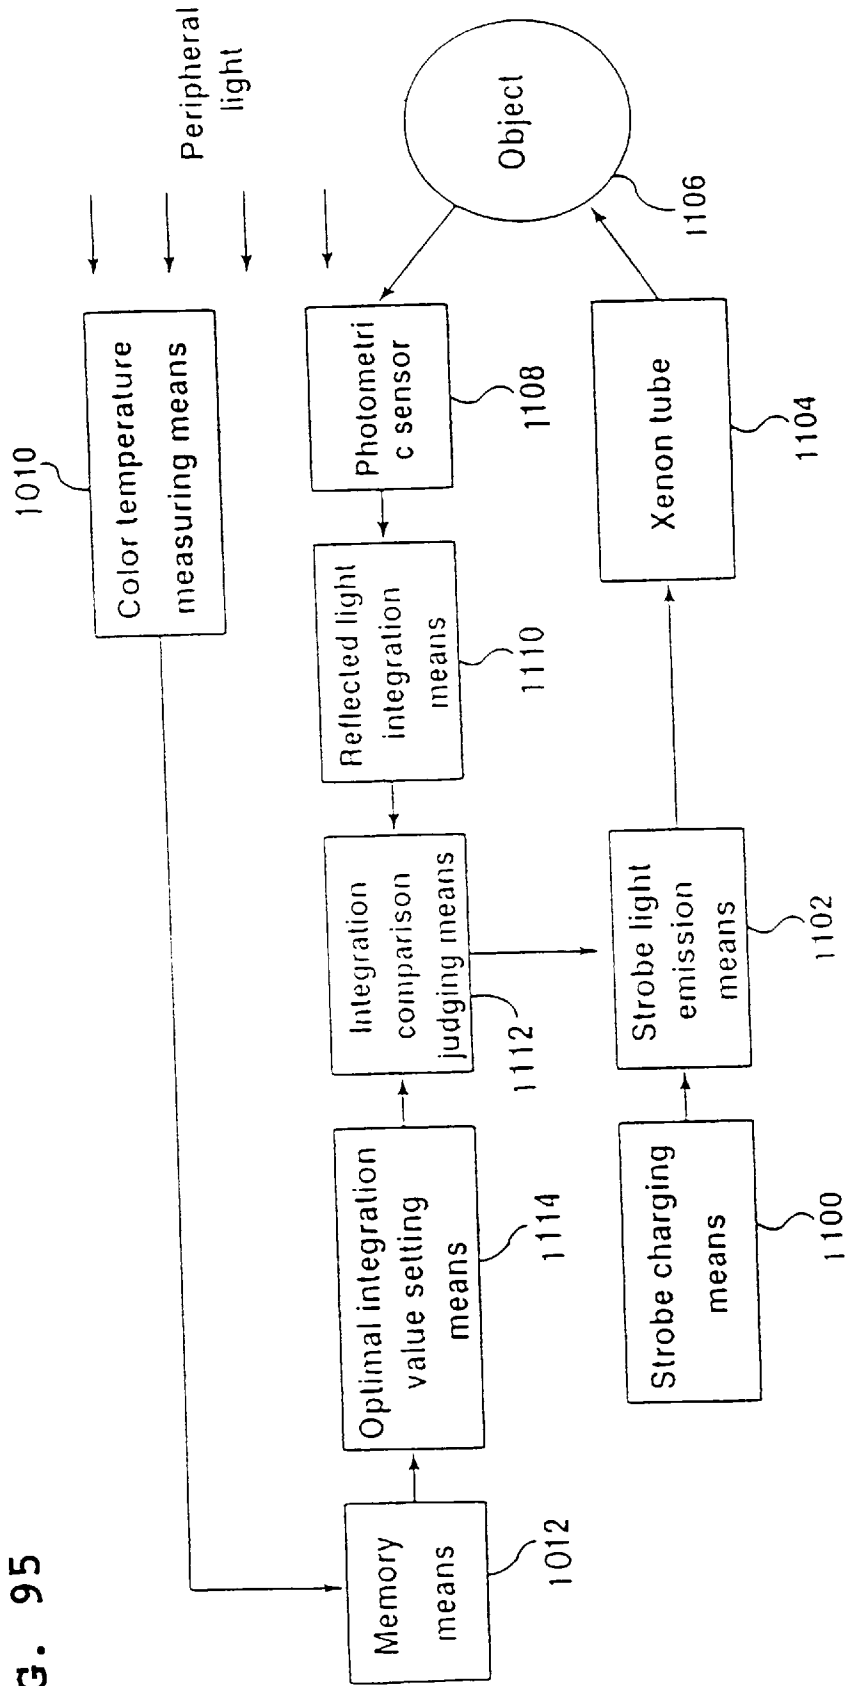 G. 95
1010
Color temperature
measuring means
Peripheral
light
Memory
means
1012
Optimal integration
value setting
means
1114
Integration
comparison
judging means
1112
Reflected light
integration
means
1110
Photometri
c sensor
1108
Object
1106
Strobe charging
means
1100
Strobe light
emission
means
1102
Xenon tube
1104